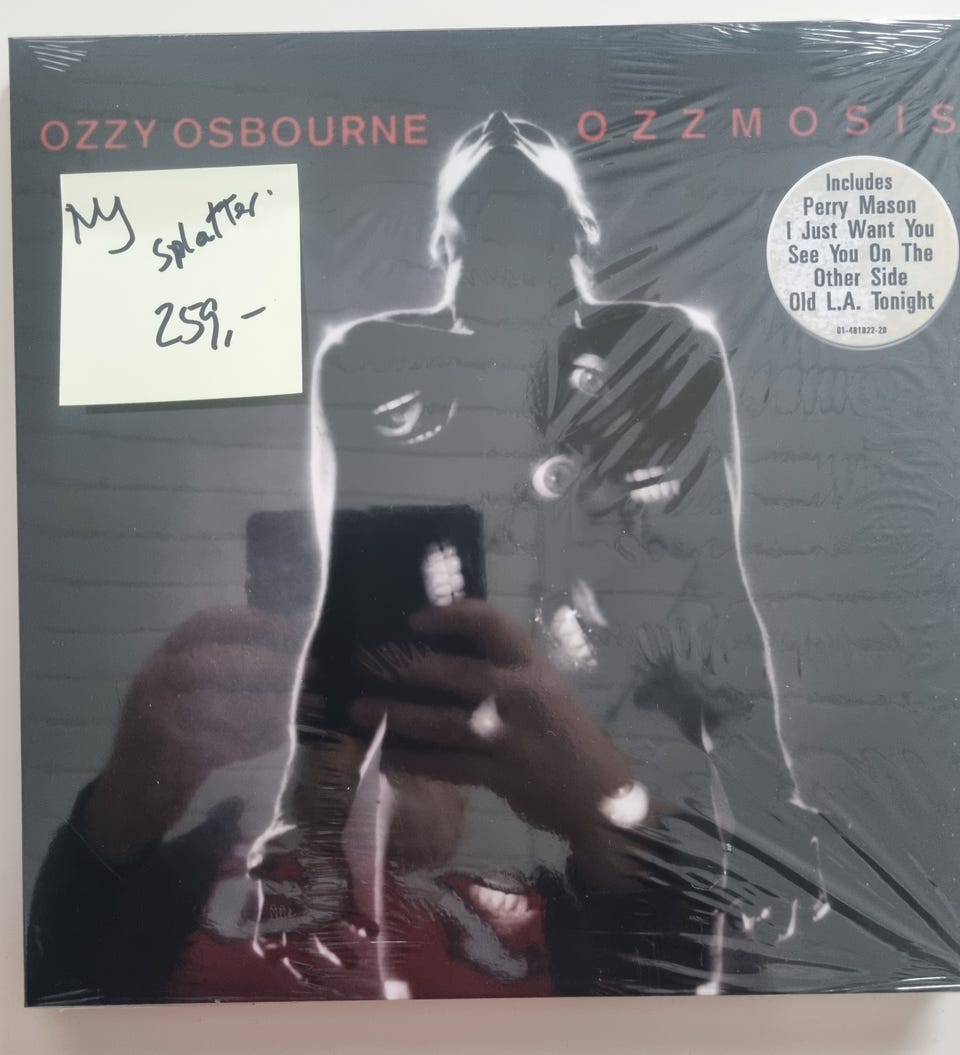 OZZY OSBOURNE
OZZMOSIS
Ny
splatter
259,-
Includes
Perry Mason
I Just Want You
See You On The
Other Side
Old L.A. Tonight
01-481022-20